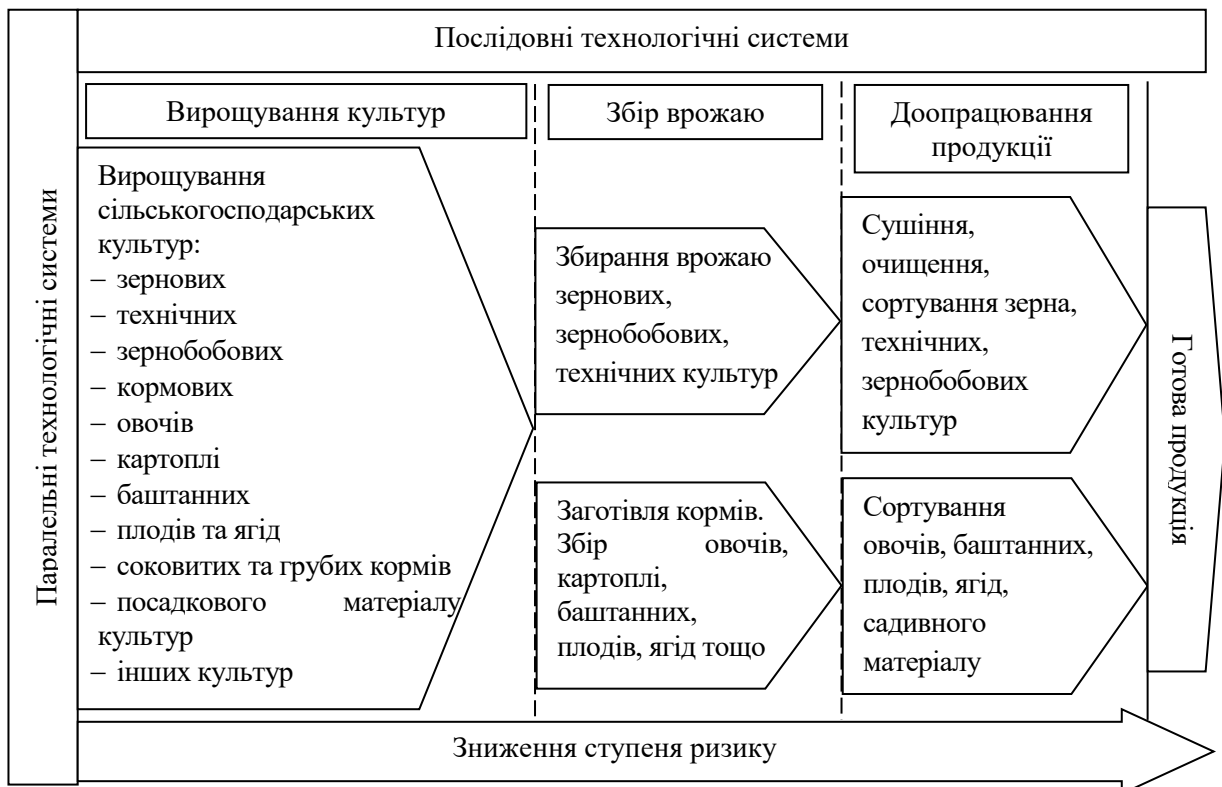 Послідовні технологічні системи
Паралельні технологічні системи
Вирощування культур
Збір врожаю
Доопрацювання
продукції
Вирощування
сільськогосподарських
культур:
– зернових
– технічних
– зернобобових
– кормових
– овочів
– картоплі
– баштанних
– плодів та ягід
– соковитих та грубих кормів
– посадкового матеріалу
культур
– інших культур
Збирання врожаю
зернових,
зернобобових,
технічних культур
Заготівля кормів.
Збір овочів,
картоплі,
баштанних,
плодів, ягід тощо
Сушіння,
очищення,
сортування зерна,
технічних,
зернобобових
культур
Сортування
овочів, баштанних,
плодів, ягід,
садивного
матеріалу
Готова продукція
Зниження ступеня ризику